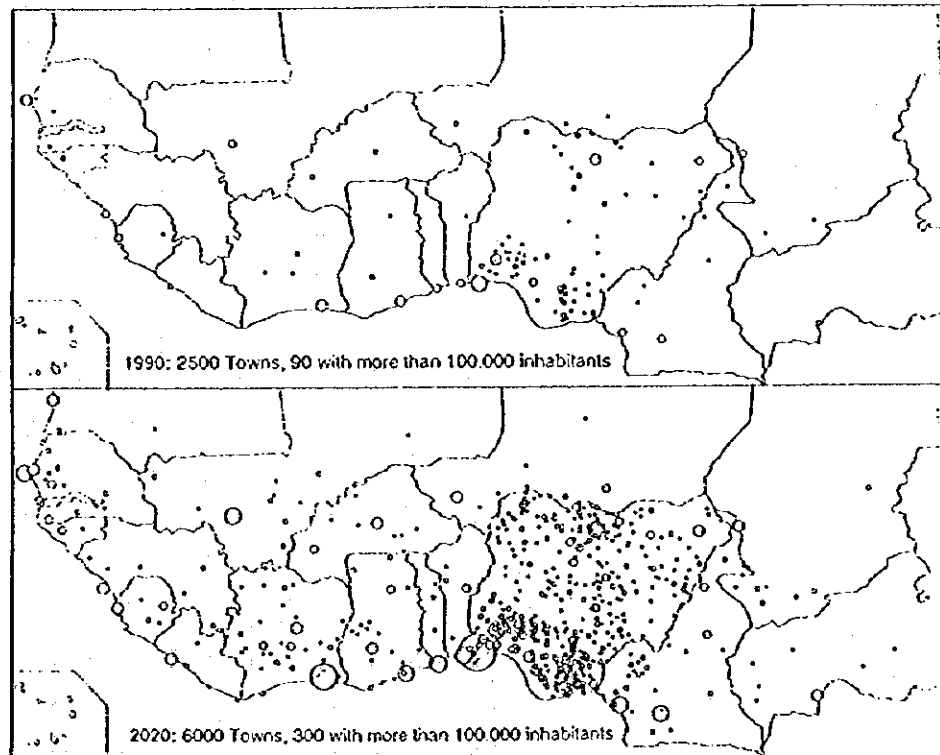 1990: 2500 Towns, 90 with more than 100.000 inhabitants
2020: 6000 Towns, 300 with more than 100.000 inhabitants